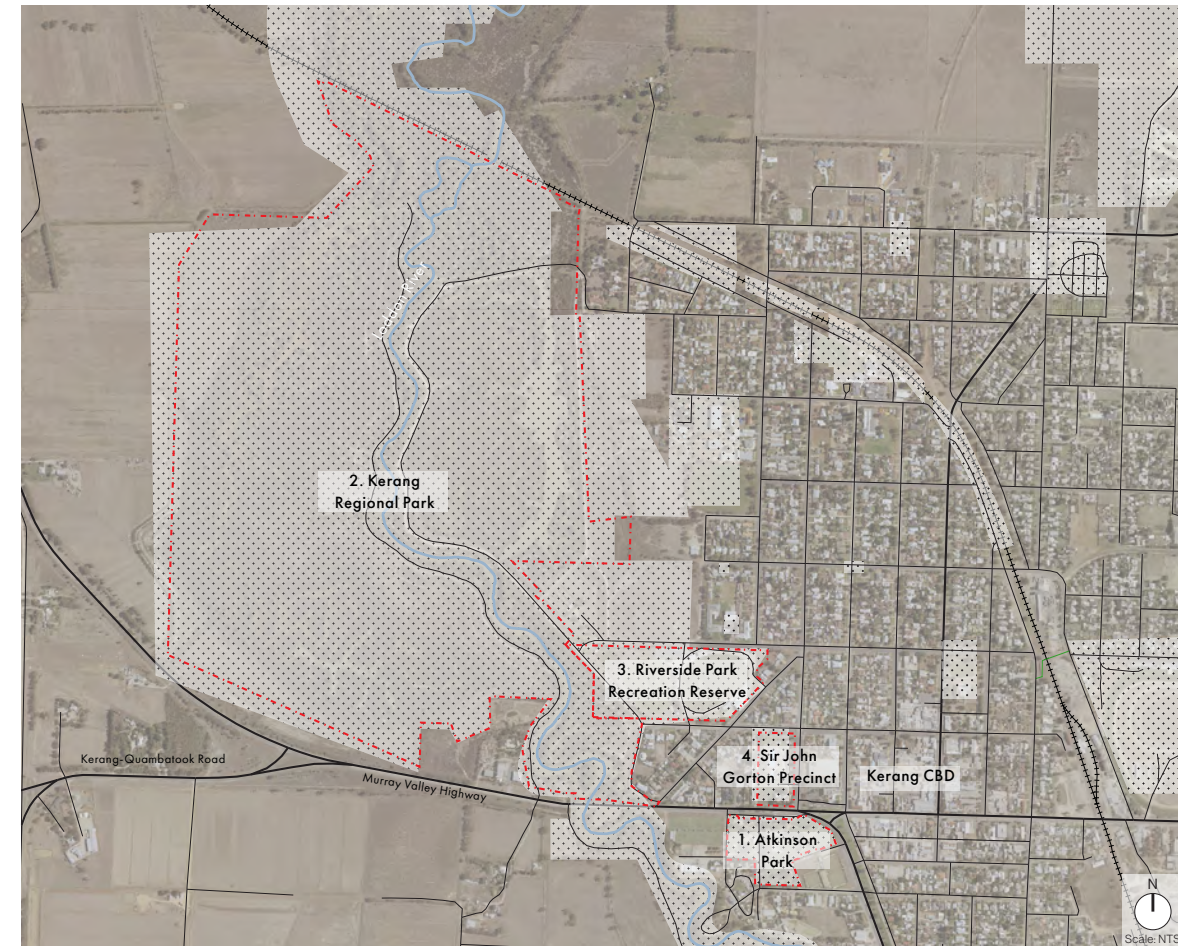 2. Kerang
Regional Park
3. Riverside Park
Recreation Reserve
4. Sir John
Gorton Precinct
Kerang CBD
Kerang-Quambatook Road
Murray Valley Highway
1. Atkinson
Park
N
Scale: NTS